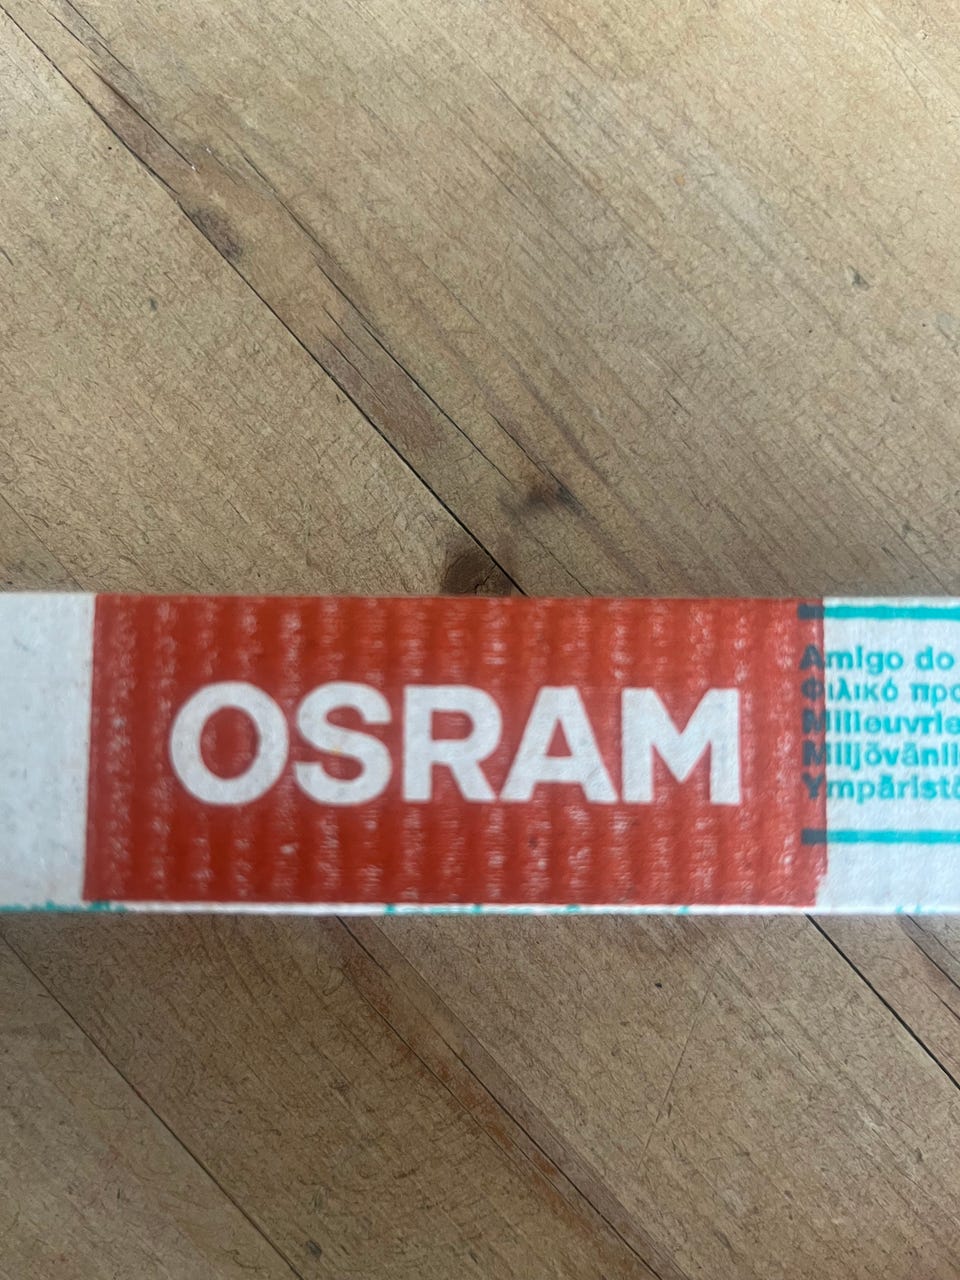 OSRAM
Amigo do
Φιλικό προ
Milieuvrie
Miljövänli
Ympäristö